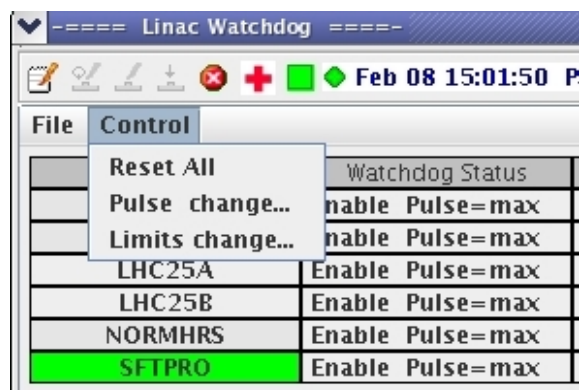 -==== Linac Watchdog ====-
Feb 08 15:01:50
File Control
Reset All
Pulse change...
Limits change...
Watchdog Status
nable Pulse=max
nable Pulse=max
LHC25A Enable Pulse=max
LHC25B Enable Pulse=max
NORMHRS Enable Pulse=max
SFTPRO Enable Pulse=max